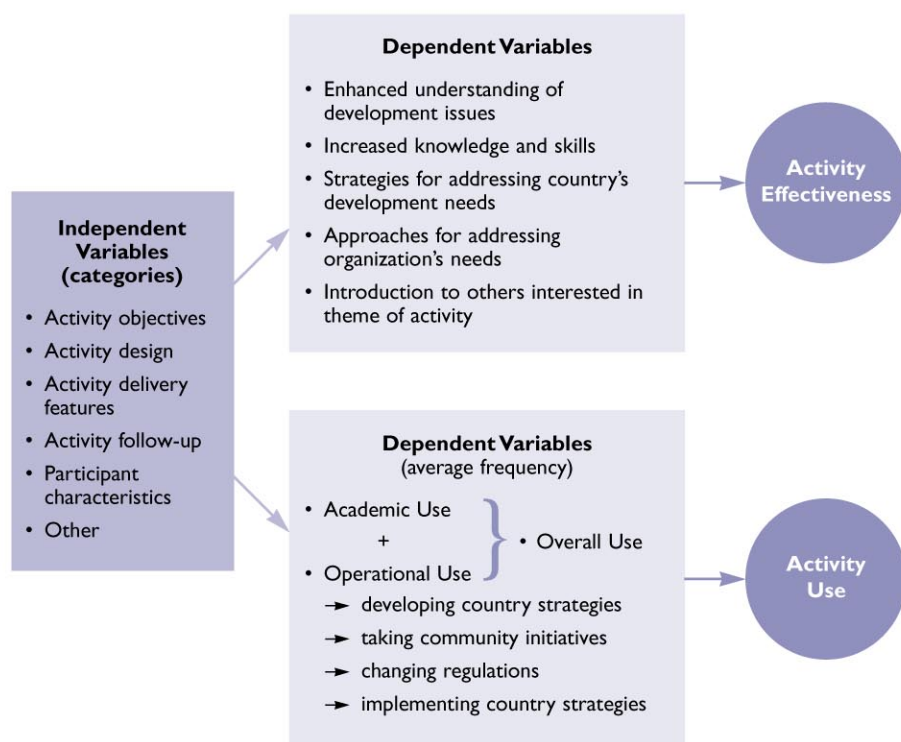 Independent
Variables
(categories)
• Activity objectives
• Activity design
• Activity delivery
features
• Activity follow-up
• Participant
characteristics
• Other
Dependent Variables
• Enhanced understanding of
development issues
• Increased knowledge and skills
• Strategies for addressing country's
development needs
• Approaches for addressing
organization's needs
• Introduction to others interested in
theme of activity
Activity
Effectiveness
Dependent Variables
(average frequency)
• Academic Use
+
• Overall Use
• Operational Use
→ developing country strategies
→ taking community initiatives
→ changing regulations
→ implementing country strategies
Activity
Use